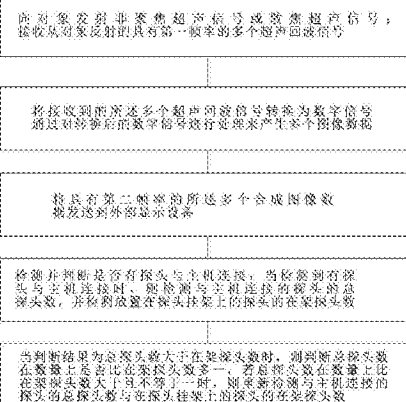 向对象发射非聚焦超声信号或聚焦超声信号；
接收从对象反射的具有第一帧率的多个超声回波信号
将接收到的所述多个超声回波信号转换为数字信号
通过对转换后的数字信号进行处理来产生多个图像数据
将具有第二帧率的所述多个合成图像数
据发送到外部显示设备
检测并判断是否有探头与主机连接；当检测到有探
头与主机连接时，则检测与主机连接的探头的总
探头数，并检测放置在探头挂架上的探头的在架探头数
当判断结果为总探头数大于在架探头数时，则判断总探头数
在数量上是否比在架探头数多一，若总探头数在数量上比
在架探头数大于且不等于一时，则重新检测与主机连接的
探头的总探头数与在探头挂架上的探头的在架探头数